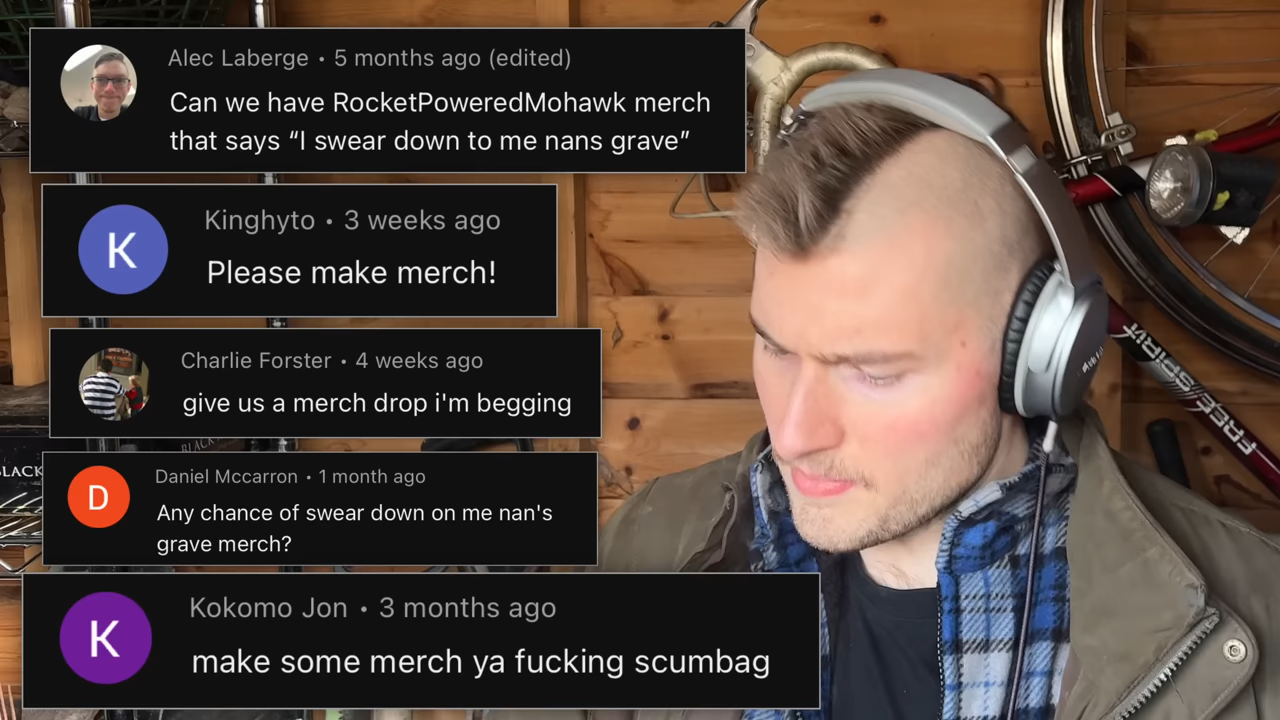 Alec Laberge • 5 months ago (edited)
Can we have RocketPoweredMohawk merch
that says “I swear down to me nans grave”
K
Kinghyto • 3 weeks ago
Please make merch!
Charlie Forster • 4 weeks ago
give us a merch drop i'm begging
BLACK
BLACK
D
Daniel Mccarron • 1 month ago
Any chance of swear down on me nan's
grave merch?
K
Kokomo Jon • 3 months ago
make some merch ya fucking scumbag
FREE SPIRIT